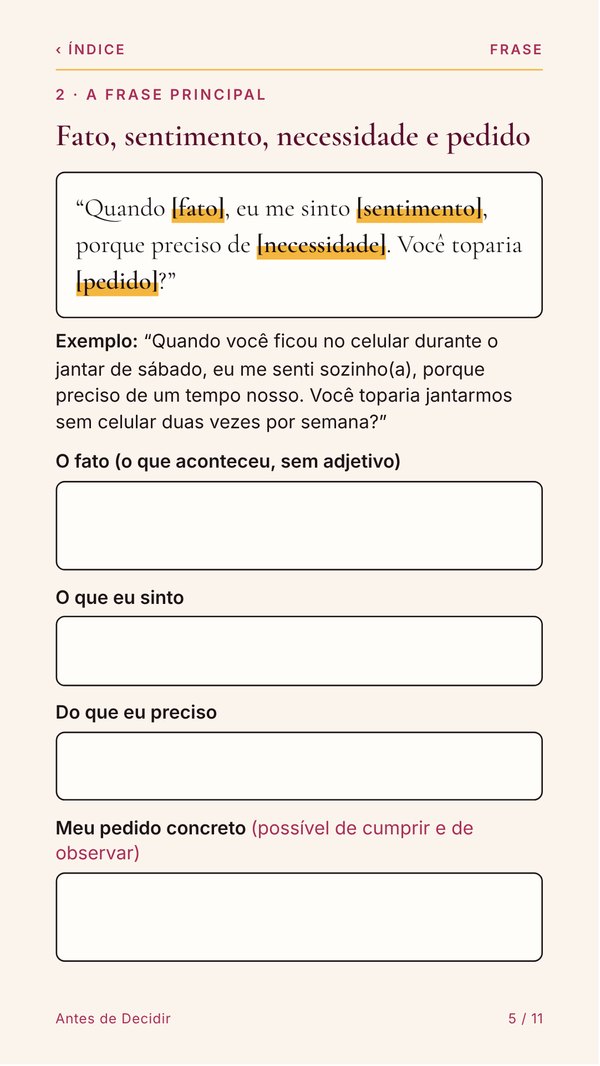 ‹ ÍNDICE
FRASE
2 · A FRASE PRINCIPAL
Fato, sentimento, necessidade e pedido
“Quando [fato], eu me sinto [sentimento],
porque preciso de [necessidade]. Você toparia
[pedido]?”
Exemplo: “Quando você ficou no celular durante o
jantar de sábado, eu me senti sozinho(a), porque
preciso de um tempo nosso. Você toparia jantarmos
sem celular duas vezes por semana?”
O fato (o que aconteceu, sem adjetivo)
O que eu sinto
Do que eu preciso
Meu pedido concreto (possível de cumprir e de
observar)
Antes de Decidir
5 / 11